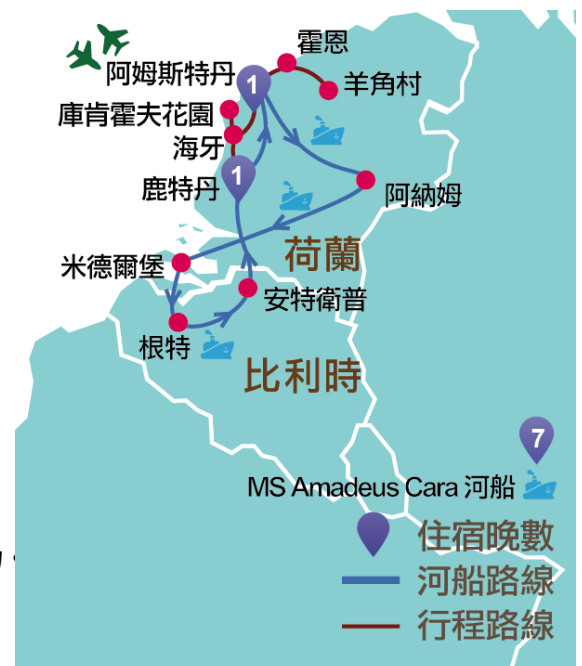 霍恩
阿姆斯特丹
1
羊角村
庫肯霍夫花園
海牙
鹿特丹
1
阿納姆
荷蘭
米德爾堡
安特衛普
根特
比利時
7
MS Amadeus Cara 河船
住宿晚數
河船路線
行程路線